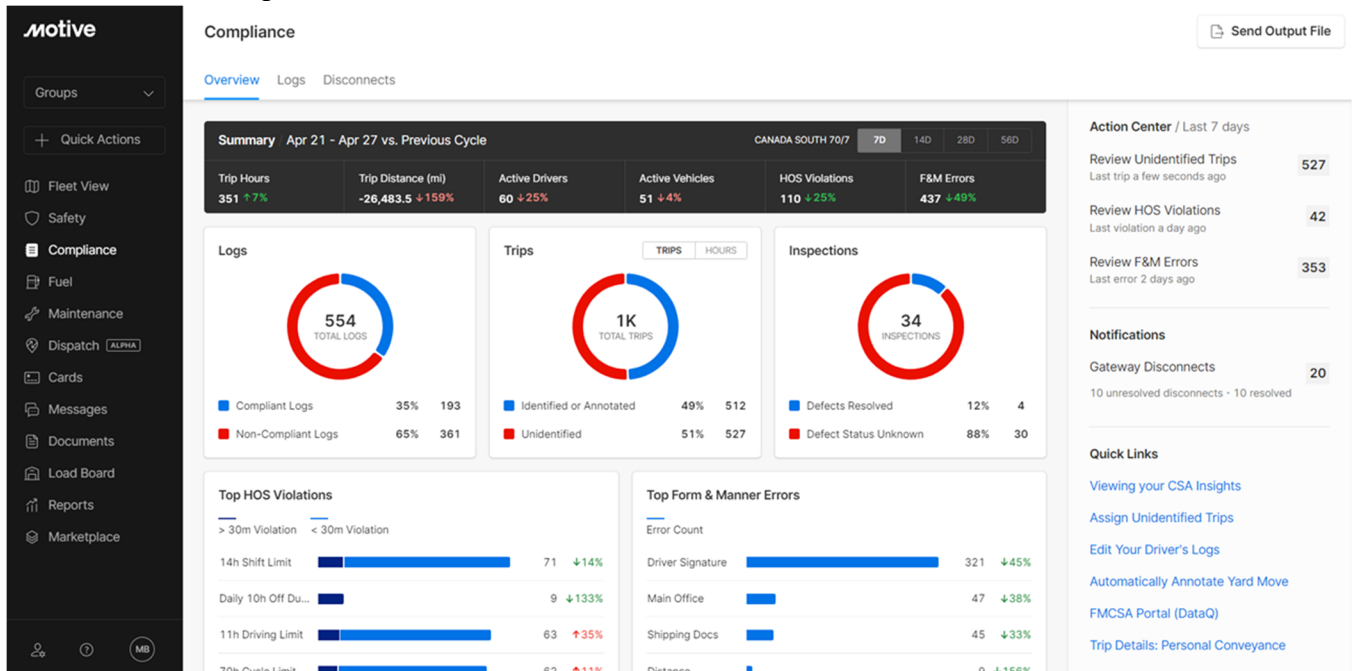 motive
Groups
Quick Actions
Fleet View
Safety
Compliance
Fuel
Maintenance
Dispatch ALPHA
Cards
Messages
Documents
Load Board
Reports
Marketplace
MB
Compliance
Send Output File
Overview Logs Disconnects
Summary Apr 21 - Apr 27 vs. Previous Cycle CANADA SOUTH 70/7 7D 14D 28D 56D
Trip Hours Trip Distance (mi) Active Drivers Active Vehicles HOS Violations F&M Errors
351 ↑7% -26,483.5 ↓159% 60 ↓25% 51 ↓4% 110 ↓25% 437 ↓49%
Logs
554
TOTAL LOGS
Compliant Logs 35% 193
Non-Compliant Logs 65% 361
Trips TRIPS HOURS
1K
TOTAL TRIPS
Identified or Annotated 49% 512
Unidentified 51% 527
Inspections
34
INSPECTIONS
Defects Resolved 12% 4
Defect Status Unknown 88% 30
Top HOS Violations
> 30m Violation < 30m Violation
14h Shift Limit 71 ↓14%
Daily 10h Off Du... 9 ↓133%
11h Driving Limit 63 ↑35%
70h Cycle Limit 62 ↑11%
Top Form & Manner Errors
Error Count
Driver Signature 321 ↓45%
Main Office 47 ↓38%
Shipping Docs 45 ↓33%
Distance 9 ↓156%
Action Center / Last 7 days
Review Unidentified Trips 527
Last trip a few seconds ago
Review HOS Violations 42
Last violation a day ago
Review F&M Errors 353
Last error 2 days ago
Notifications
Gateway Disconnects 20
10 unresolved disconnects · 10 resolved
Quick Links
Viewing your CSA Insights
Assign Unidentified Trips
Edit Your Driver's Logs
Automatically Annotate Yard Move
FMCSA Portal (DataQ)
Trip Details: Personal Conveyance